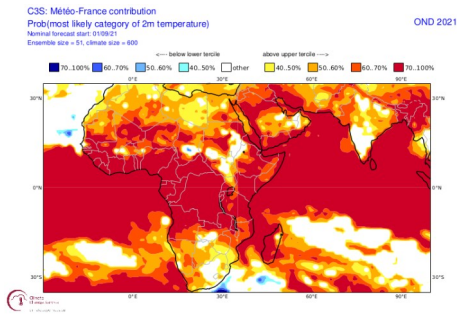 C3S: Météo-France contribution
Prob(most likely category of 2m temperature)
OND 2021
Nominal forecast start: 01/09/21
Ensemble size = 51, climate size = 600
<---- below lower tercile
above upper tercile ---->
70..100%
60..70%
50..60%
40..50%
other
40..50%
50..60%
60..70%
70..100%
0°E
30°E
60°E
90°E
30°N
30°N
0°N
0°N
30°S
30°S
0°E
30°E
60°E
90°E
Climate